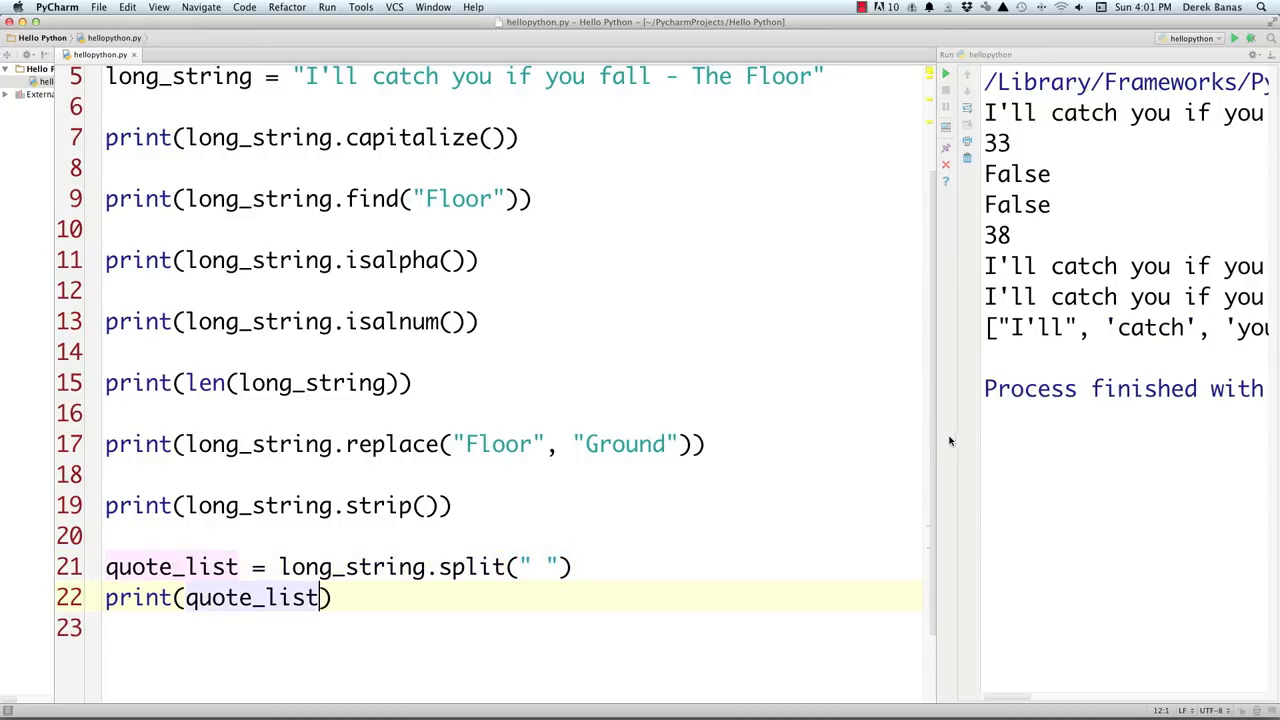 PyCharm File Edit View Navigate Code Refactor Run Tools VCS Window Help 10 Sun 4:01 PM Derek Banas
hellopython.py – Hello Python [~/PycharmProjects/Hello Python]
Hello Python hellopython.py hellopython
hellopython.py Run hellopython
Hello P
hell
Externa
5 long_string = "I'll catch you if you fall - The Floor"
6
7 print(long_string.capitalize())
8
9 print(long_string.find("Floor"))
10
11 print(long_string.isalpha())
12
13 print(long_string.isalnum())
14
15 print(len(long_string))
16
17 print(long_string.replace("Floor", "Ground"))
18
19 print(long_string.strip())
20
21 quote_list = long_string.split(" ")
22 print(quote_list)
23
/Library/Frameworks/Py
I'll catch you if you
33
False
False
38
I'll catch you if you
I'll catch you if you
["I'll", 'catch', 'you
Process finished with
12:1 LF UTF-8